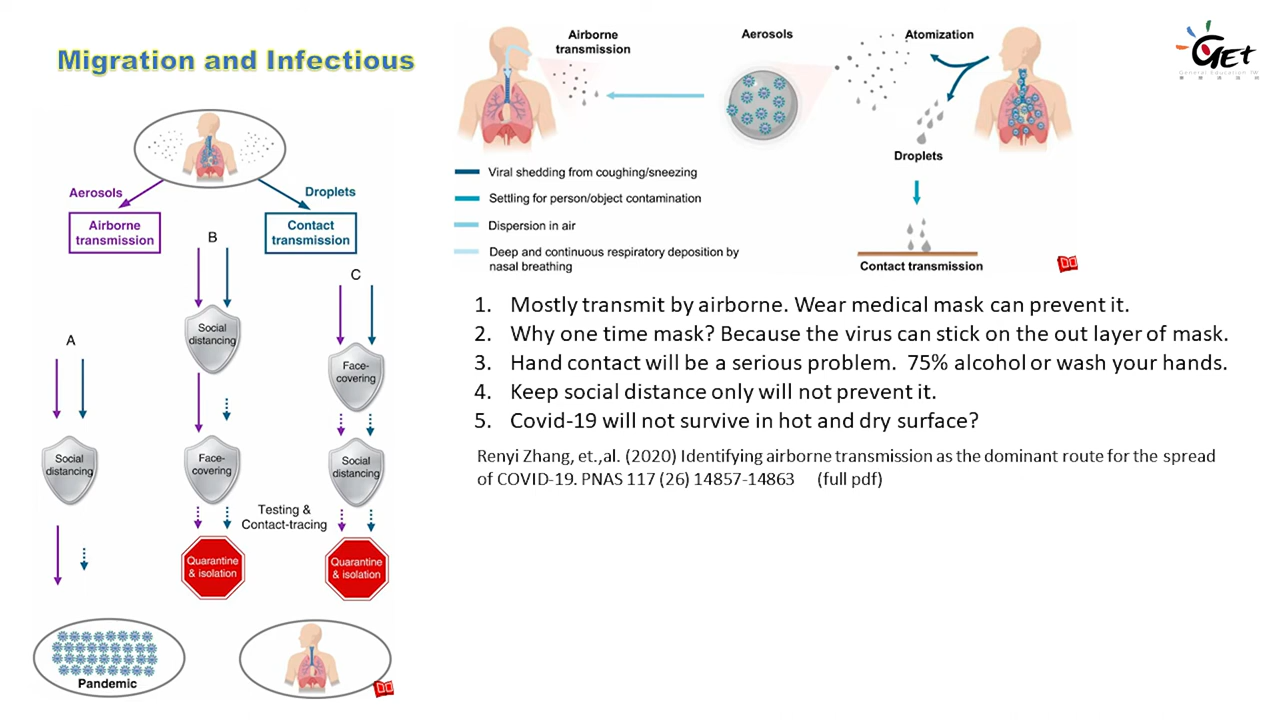 Migration and Infectious
Get
General Education TW
Aerosols
Droplets
Airborne
transmission
Contact
transmission
B
C
Social
distancing
A
Face-
covering
Social
distancing
Face-
covering
Social
distancing
Testing &
Contact-tracing
Quarantine
& isolation
Quarantine
& isolation
Pandemic
Airborne
transmission
Aerosols
Atomization
Droplets
Viral shedding from coughing/sneezing
Settling for person/object contamination
Dispersion in air
Deep and continuous respiratory deposition by
nasal breathing
Contact transmission
1. Mostly transmit by airborne. Wear medical mask can prevent it.
2. Why one time mask? Because the virus can stick on the out layer of mask.
3. Hand contact will be a serious problem. 75% alcohol or wash your hands.
4. Keep social distance only will not prevent it.
5. Covid-19 will not survive in hot and dry surface?
Renyi Zhang, et.,al. (2020) Identifying airborne transmission as the dominant route for the spread
of COVID-19. PNAS 117 (26) 14857-14863 (full pdf)